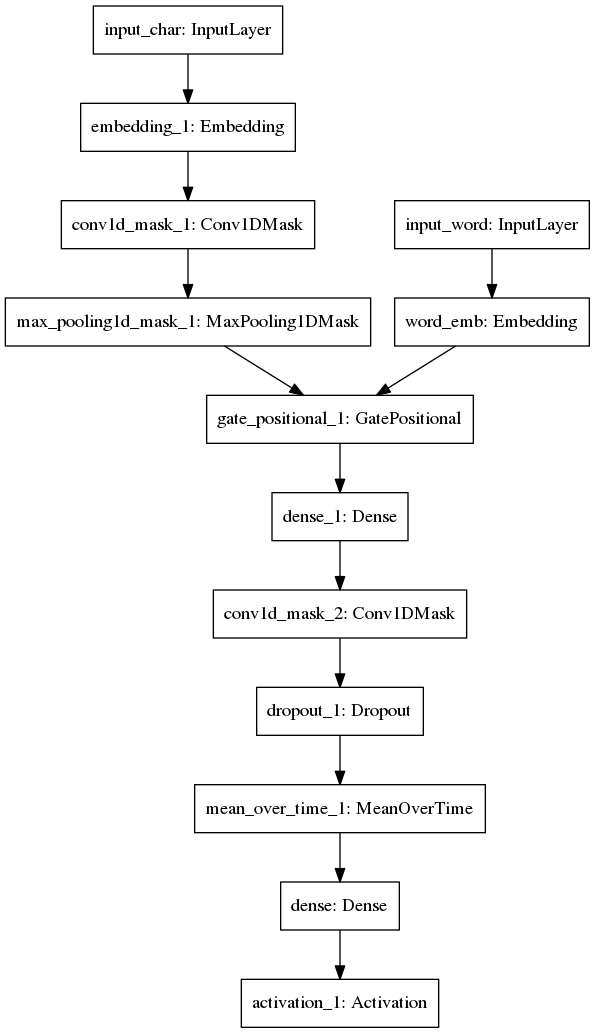 input_char: InputLayer
embedding_1: Embedding
conv1d_mask_1: Conv1DMask
input_word: InputLayer
max_pooling1d_mask_1: MaxPooling1DMask
word_emb: Embedding
gate_positional_1: GatePositional
dense_1: Dense
conv1d_mask_2: Conv1DMask
dropout_1: Dropout
mean_over_time_1: MeanOverTime
dense: Dense
activation_1: Activation